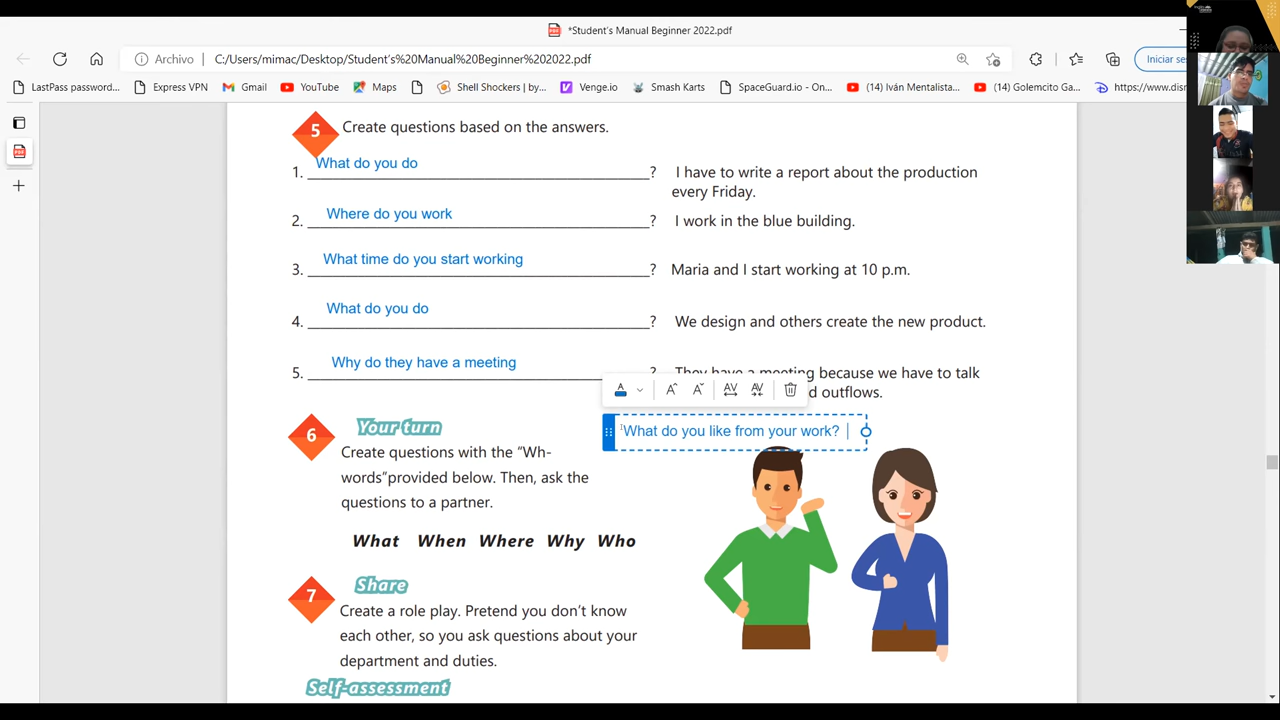 *Student's Manual Beginner 2022.pdf
Archivo C:/Users/mimac/Desktop/Student's%20Manual%20Beginner%202022.pdf
Iniciar se
LastPass password... Express VPN Gmail YouTube Maps Shell Shockers | by... Venge.io Smash Karts SpaceGuard.io - On... (14) Iván Mentalista... (14) Golemcito Ga... https://www.disn
5 Create questions based on the answers.
1. What do you do ? I have to write a report about the production
every Friday.
2. Where do you work ? I work in the blue building.
3. What time do you start working ? Maria and I start working at 10 p.m.
4. What do you do ? We design and others create the new product.
5. Why do they have a meeting ? They have a meeting because we have to talk
d outflows.
What do you like from your work?
6 Your turn
Create questions with the "Wh-
words"provided below. Then, ask the
questions to a partner.
What When Where Why Who
7 Share
Create a role play. Pretend you don't know
each other, so you ask questions about your
department and duties.
Self-assessment